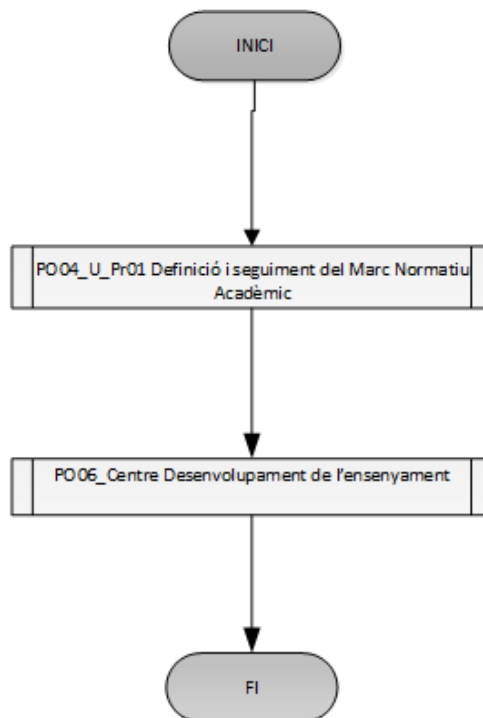 INICI
PO04_U_Pr01 Definició i seguiment del Marc Normatiu
Acadèmic
PO06_Centre Desenvolupament de l’ensenyament
FI